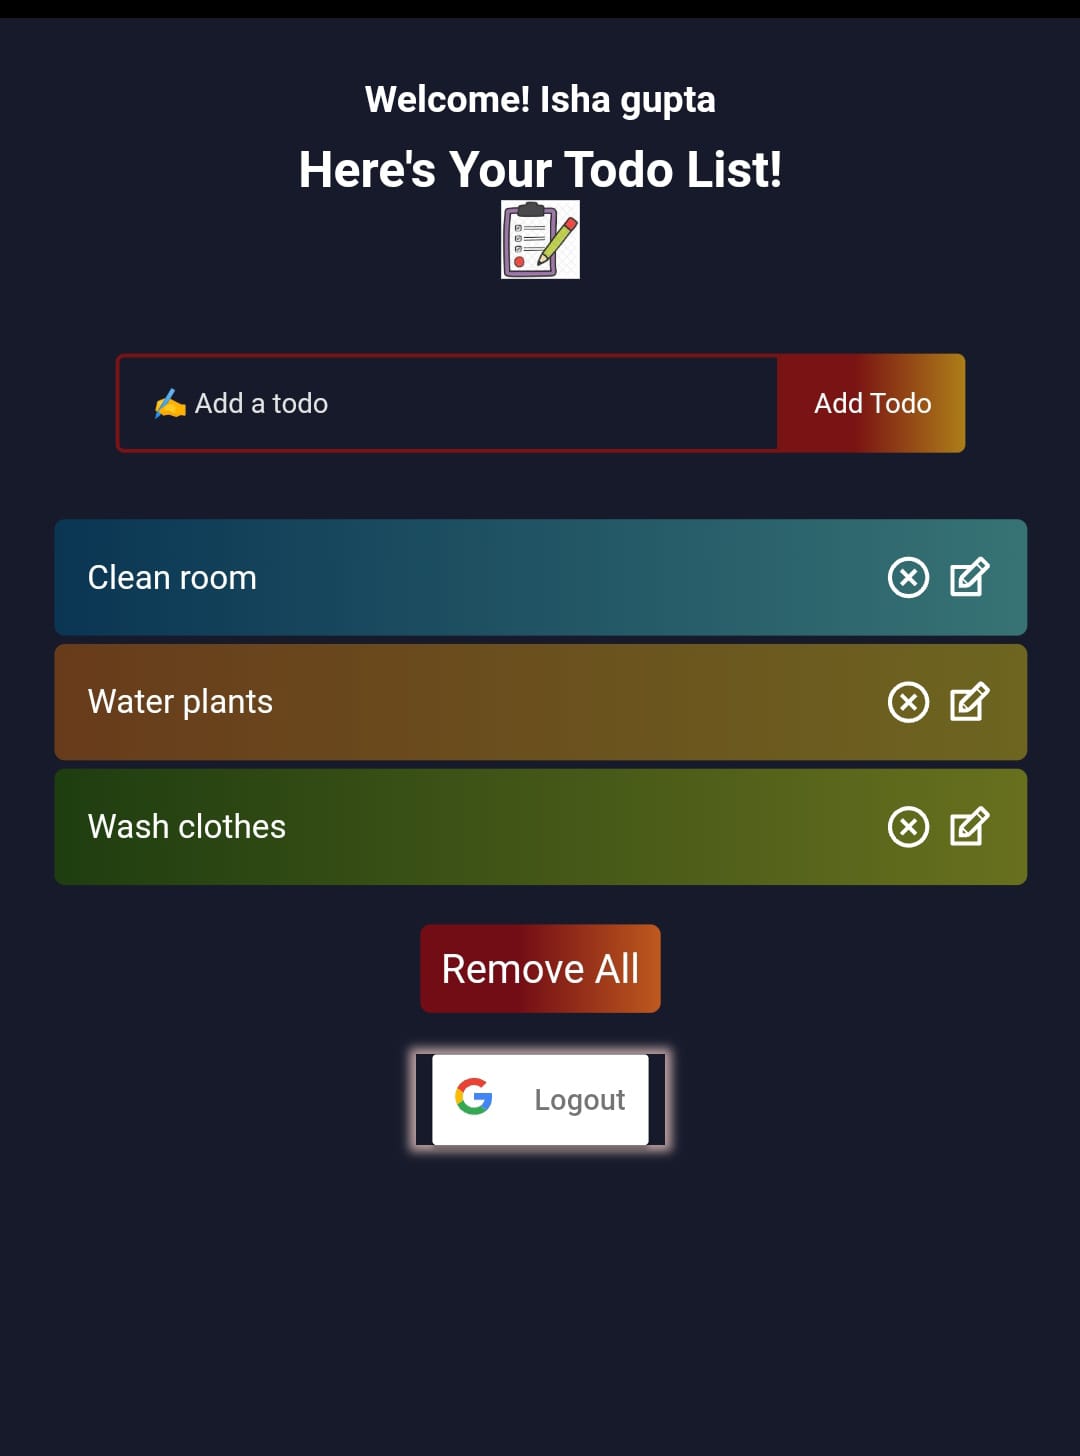 Welcome! Isha gupta
Here's Your Todo List!
✍️ Add a todo
Add Todo
Clean room
Water plants
Wash clothes
Remove All
Logout